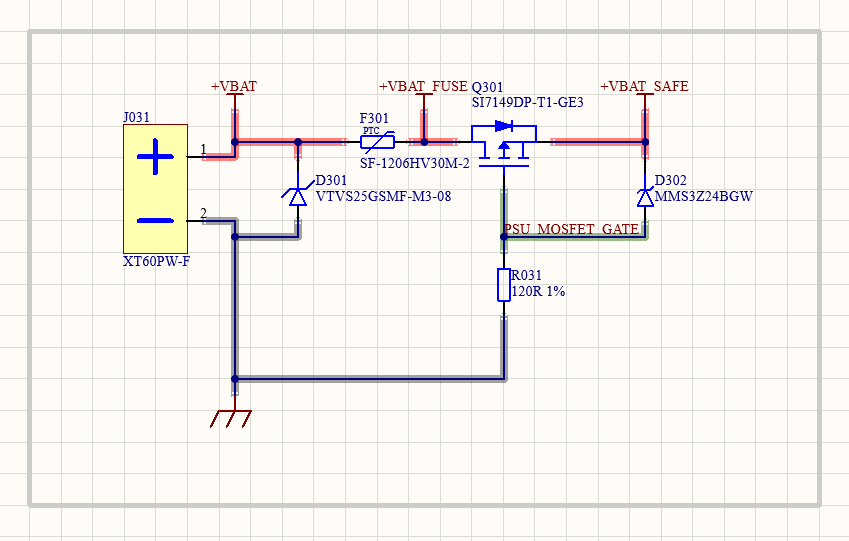 +VBAT
+VBAT_FUSE
Q301
+VBAT_SAFE
SI7149DP-T1-GE3
J031
F301
PTC
1
SF-1206HV30M-2
D301
VTVS25GSMF-M3-08
D302
MMS3Z24BGW
2
PSU_MOSFET_GATE
XT60PW-F
R031
120R 1%